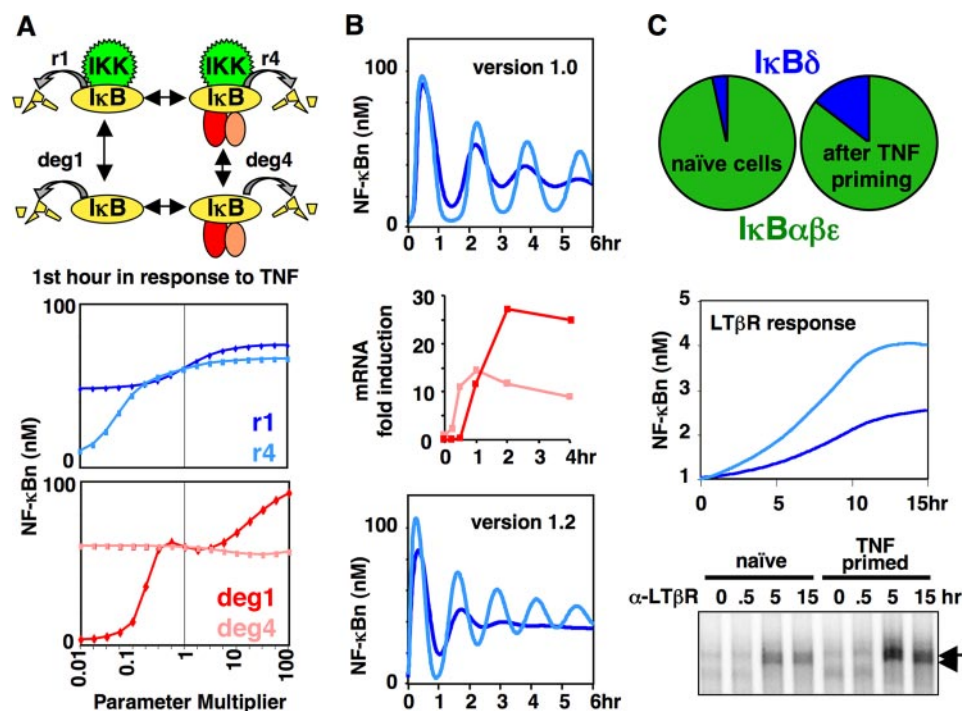 A
r1
IKK
IKK
r4
IκB
IκB
deg1
deg4
IκB
IκB
1st hour in response to TNF
100
0
r1
r4
NF-κBn (nM)
100
0
deg1
deg4
0.01
0.1
1
10
100
Parameter Multiplier
B
version 1.0
100
0
NF-κBn (nM)
0 1 2 3 4 5 6hr
30
20
10
0
mRNA
fold induction
0 1 2 3 4hr
version 1.2
100
0
NF-κBn (nM)
0 1 2 3 4 5 6hr
C
IκBδ
naïve cells
after TNF
priming
IκBαβε
5
4
3
2
1
LTβR response
NF-κBn (nM)
0 5 10 15hr
naïve
TNF
primed
α-LTβR 0 .5 5 15 0 .5 5 15 hr